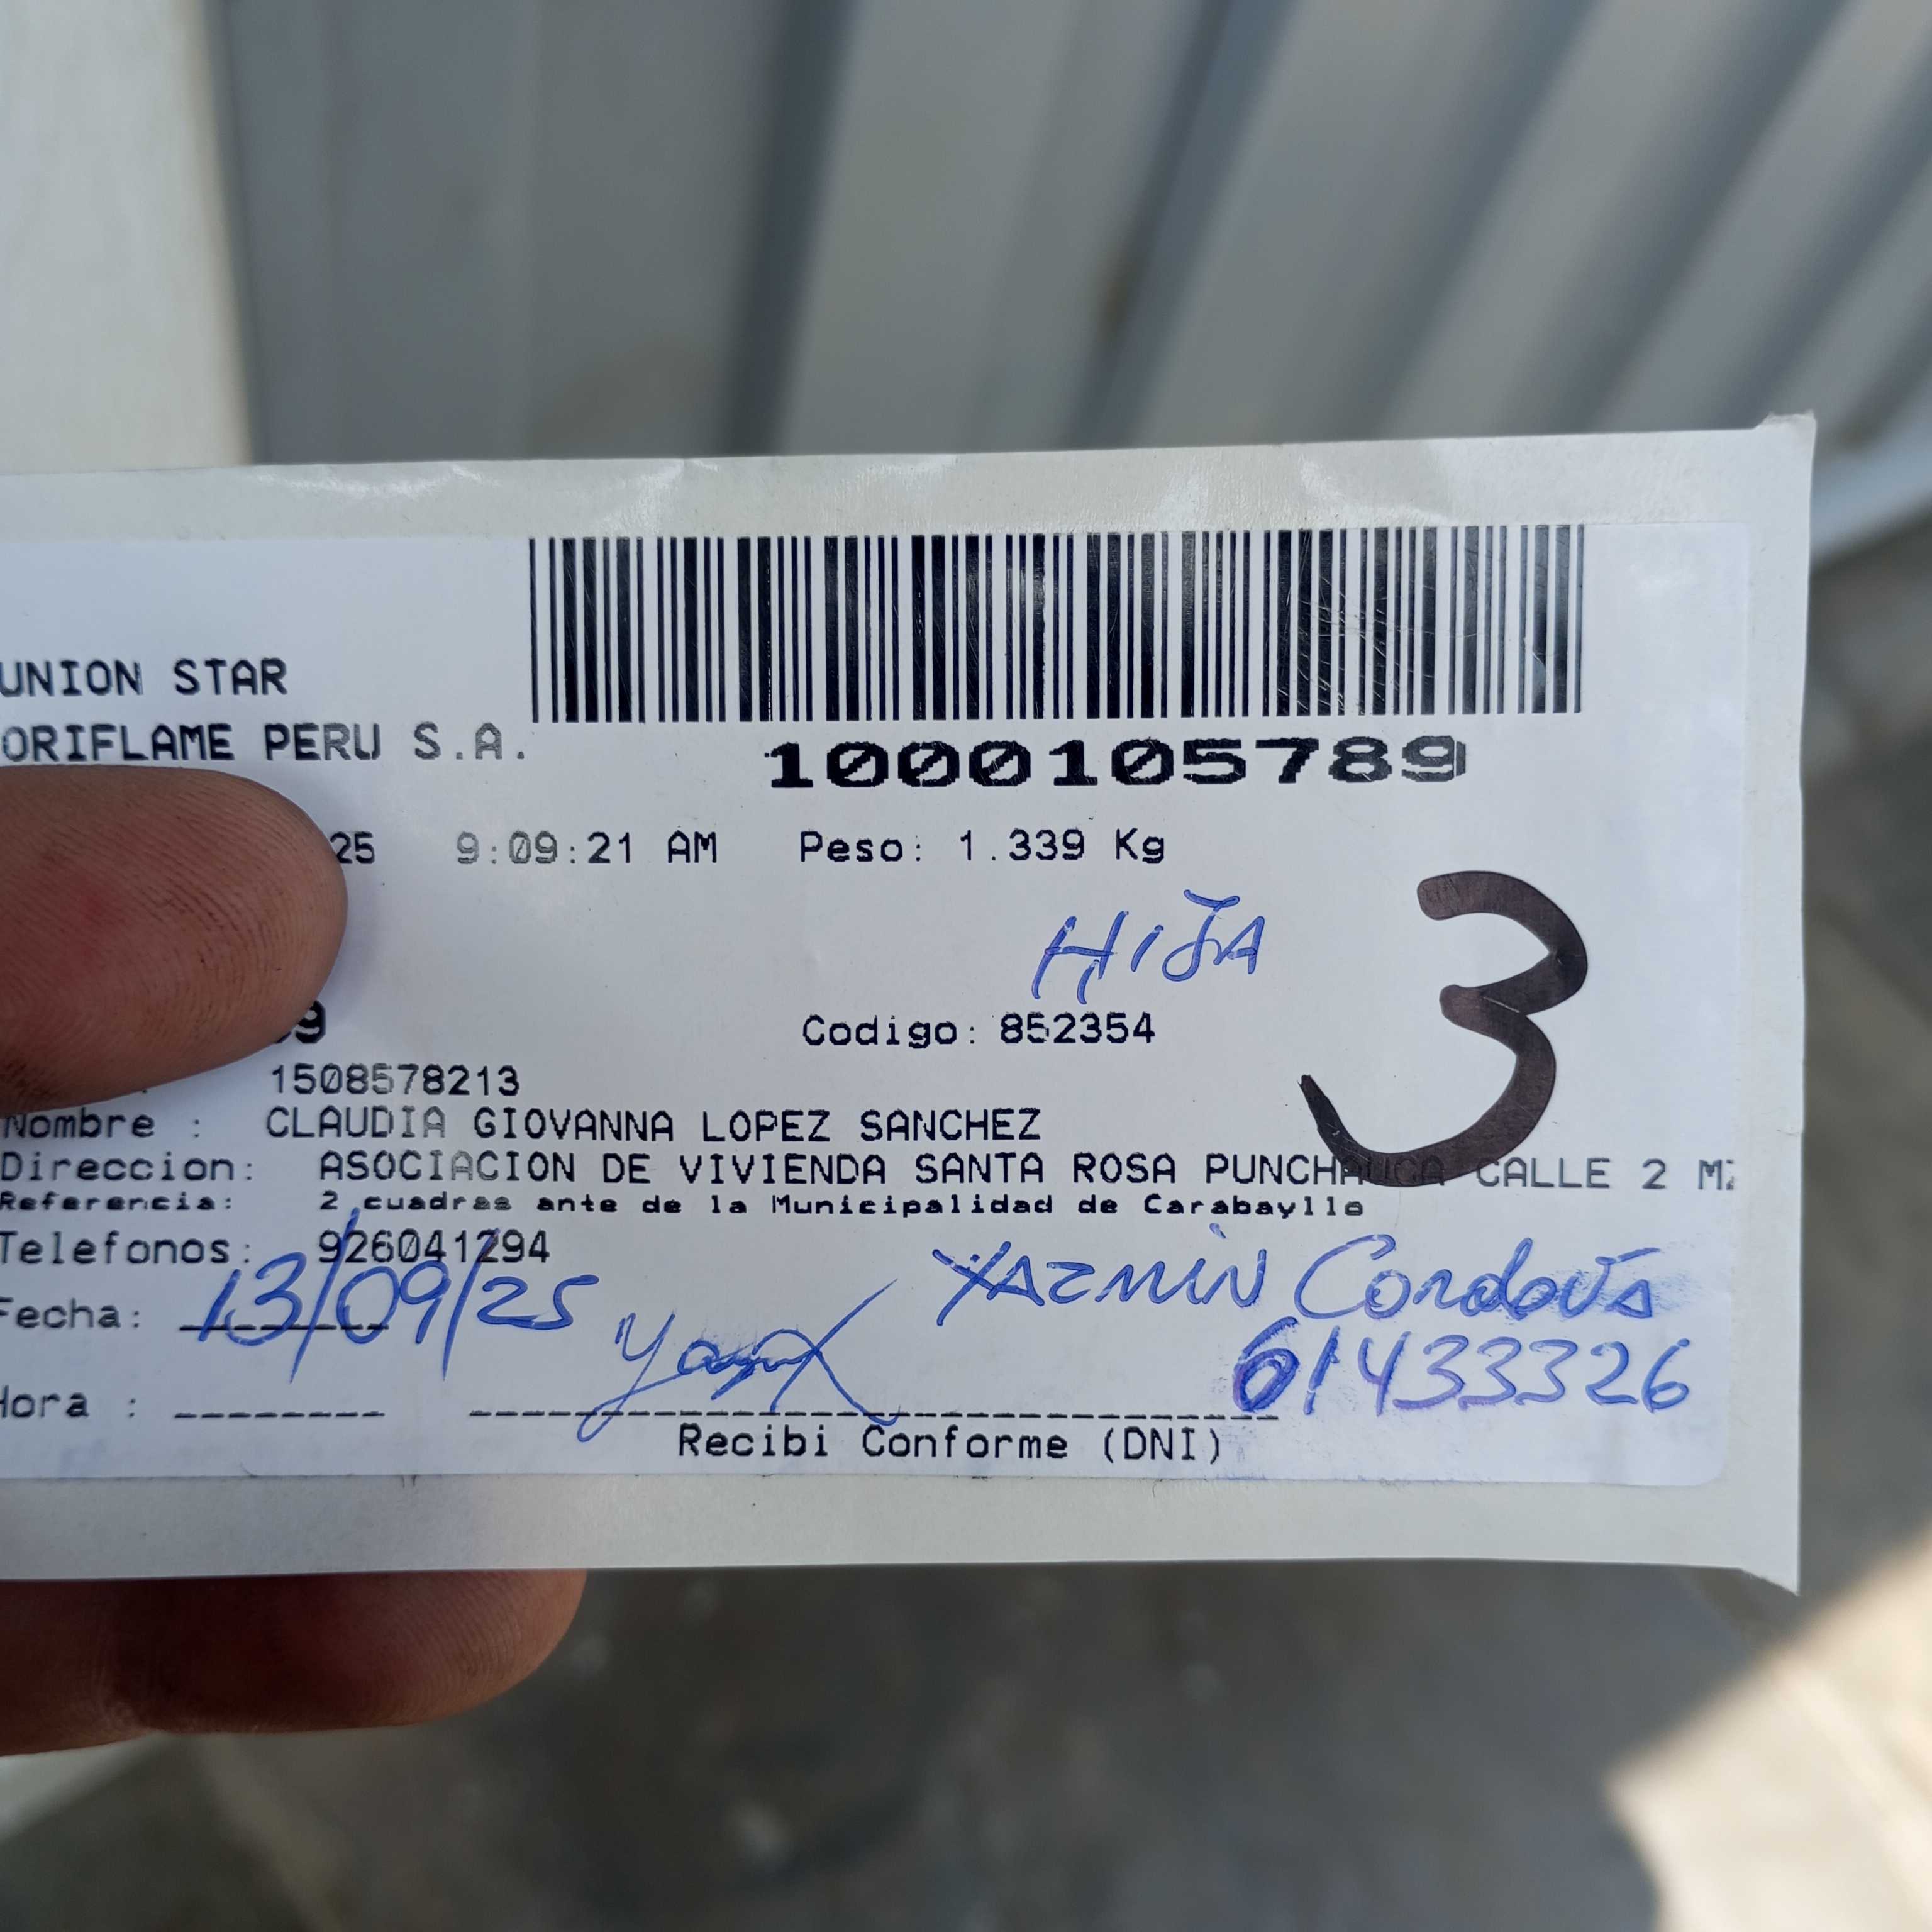 UNION STAR
ORIFLAME PERU S.A.
1000105789
25 9:09:21 AM Peso: 1.339 Kg
HIJA
3
9 Codigo: 852354
1508578213
Nombre : CLAUDIA GIOVANNA LOPEZ SANCHEZ
Direccion: ASOCIACION DE VIVIENDA SANTA ROSA PUNCHAUCA CALLE 2 MZ
Referencia: 2 cuadras ante de la Municipalidad de Carabayllo
Telefonos: 926041294
YAZMIN Cordova
Fecha: 13/09/25
61433326
Hora :
Recibi Conforme (DNI)